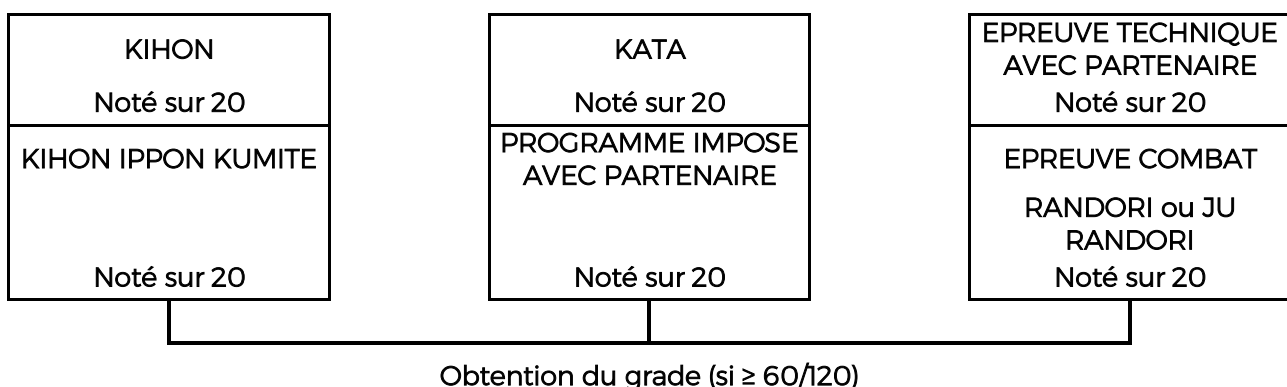 KIHON
Noté sur 20
KIHON IPPON KUMITE
Noté sur 20
KATA
Noté sur 20
PROGRAMME IMPOSE
AVEC PARTENAIRE
Noté sur 20
EPREUVE TECHNIQUE
AVEC PARTENAIRE
Noté sur 20
EPREUVE COMBAT
RANDORI ou JU
RANDORI
Noté sur 20
Obtention du grade (si ≥ 60/120)